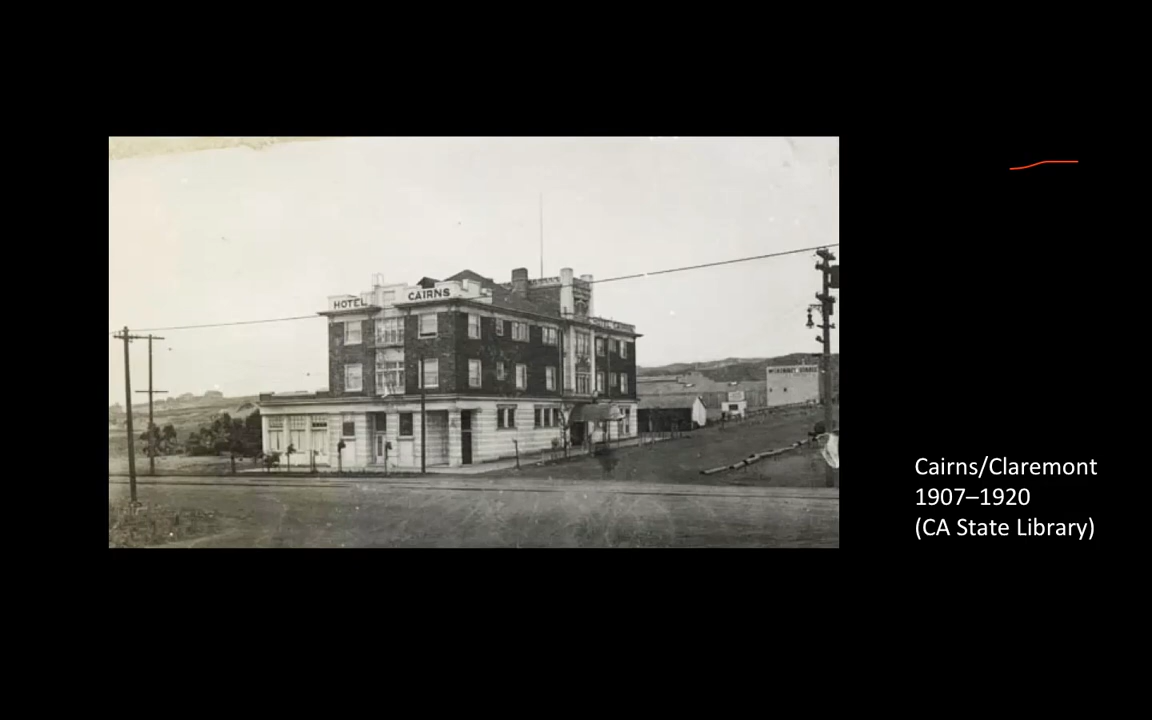 HOTEL CAIRNS
Cairns/Claremont
1907–1920
(CA State Library)